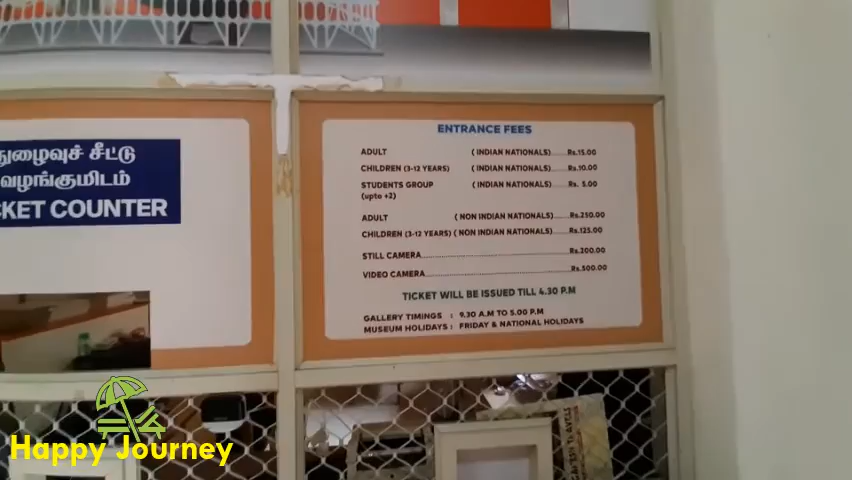 நுழைவுச் சீட்டு
வழங்குமிடம்
CKET COUNTER
ENTRANCE FEES
ADULT ( INDIAN NATIONALS)......Rs.15.00
CHILDREN (3-12 YEARS) ( INDIAN NATIONALS)......Rs.10.00
STUDENTS GROUP ( INDIAN NATIONALS)......Rs. 5.00
(upto +2)
ADULT ( NON INDIAN NATIONALS)......Rs.250.00
CHILDREN (3-12 YEARS) ( NON INDIAN NATIONALS)......Rs.125.00
STILL CAMERA......Rs.200.00
VIDEO CAMERA......Rs.500.00
TICKET WILL BE ISSUED TILL 4.30 P.M
GALLERY TIMINGS : 9.30 A.M TO 5.00 P.M
MUSEUM HOLIDAYS : FRIDAY & NATIONAL HOLIDAYS
Happy Journey